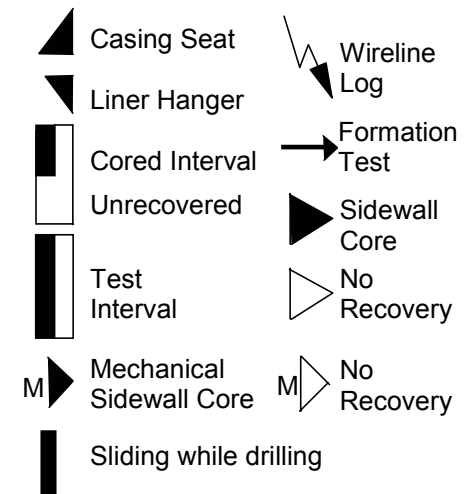 Casing Seat
Liner Hanger
Cored Interval
Unrecovered
Test
Interval
M
Mechanical
Sidewall Core
Sliding while drilling
Wireline
Log
Formation
Test
Sidewall
Core
No
Recovery
M
No
Recovery